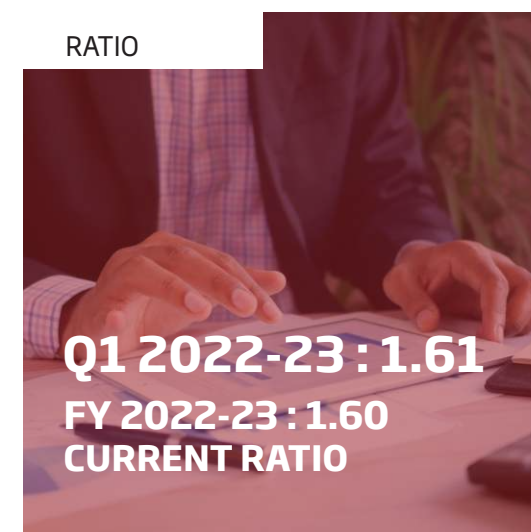 RATIO
Q1 2022-23 : 1.61
FY 2022-23 : 1.60
CURRENT RATIO